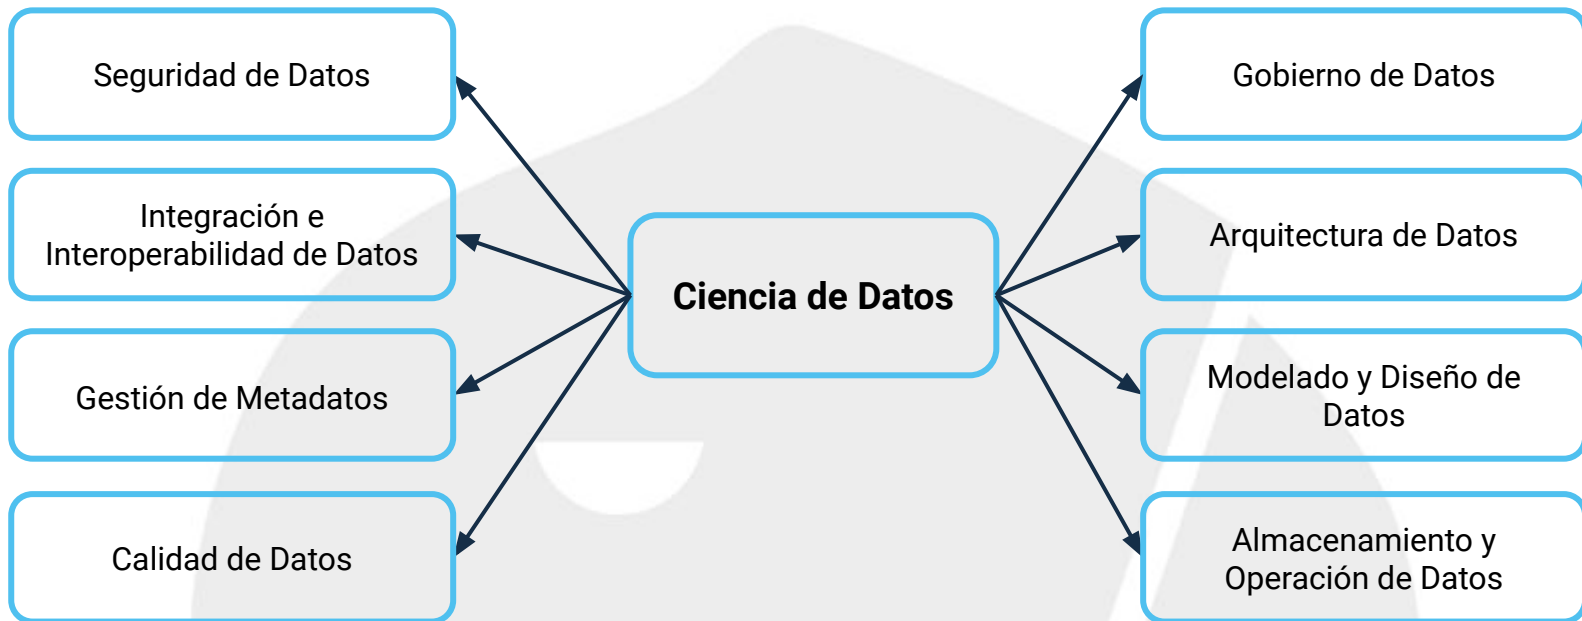 Seguridad de Datos
Integración e
Interoperabilidad de Datos
Gestión de Metadatos
Calidad de Datos
Ciencia de Datos
Gobierno de Datos
Arquitectura de Datos
Modelado y Diseño de
Datos
Almacenamiento y
Operación de Datos